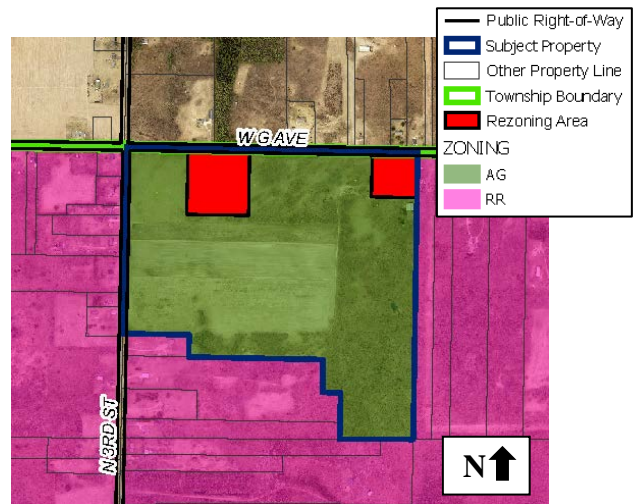 Public Right-of-Way
Subject Property
Other Property Line
Township Boundary
Rezoning Area
ZONING
AG
RR
W G AVE
N 3RD ST
N